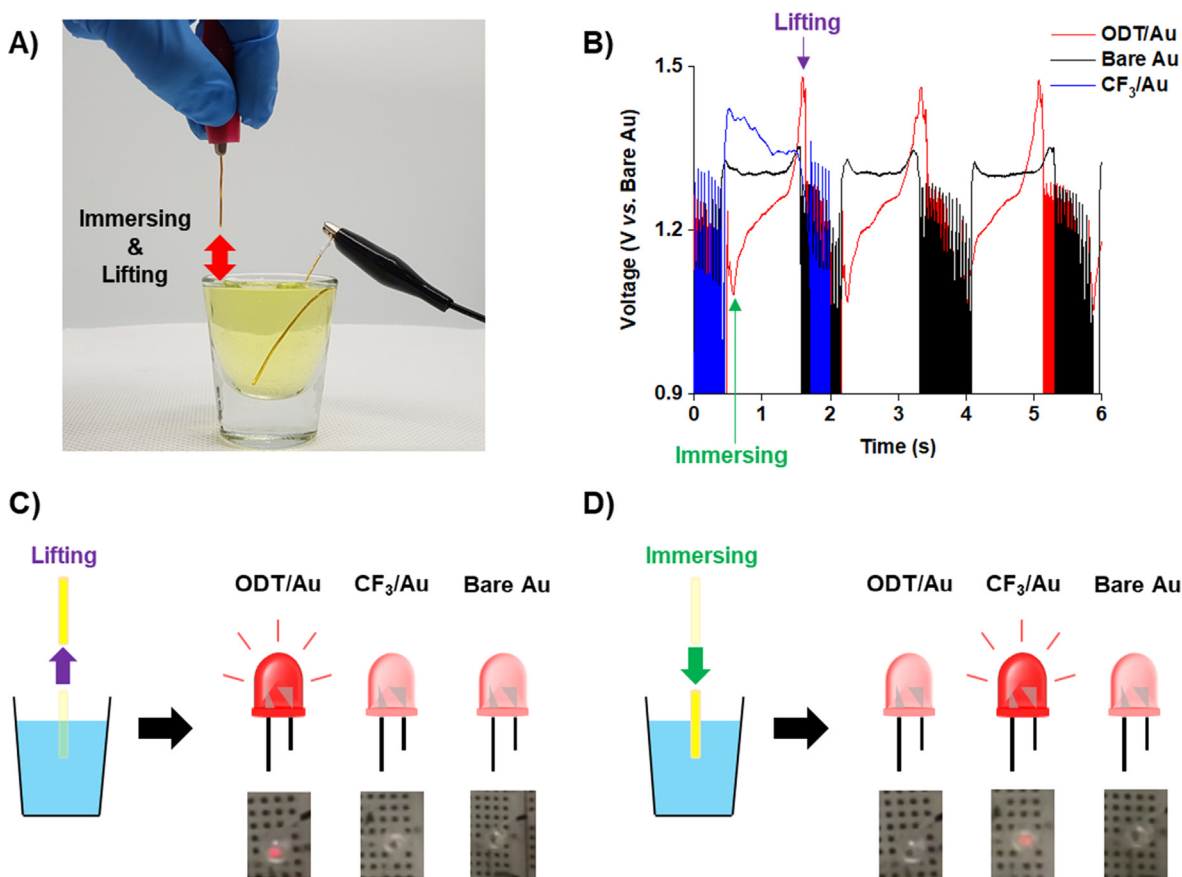 A)
Immersing
&
Lifting
B)
Lifting
ODT/Au
Bare Au
CF₃/Au
1.5
1.2
0.9
Voltage (V vs. Bare Au)
0 1 2 3 4 5 6
Time (s)
Immersing
C)
Lifting
ODT/Au CF₃/Au Bare Au
D)
Immersing
ODT/Au CF₃/Au Bare Au